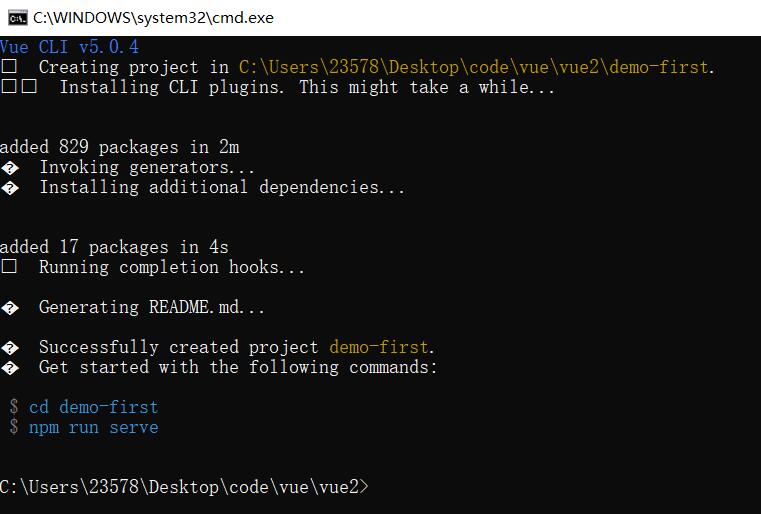 C:\WINDOWS\system32\cmd.exe
Vue CLI v5.0.4
□ Creating project in C:\Users\23578\Desktop\code\vue\vue2\demo-first.
□□ Installing CLI plugins. This might take a while...
added 829 packages in 2m
� Invoking generators...
� Installing additional dependencies...
added 17 packages in 4s
□ Running completion hooks...
� Generating README.md...
� Successfully created project demo-first.
� Get started with the following commands:
$ cd demo-first
$ npm run serve
C:\Users\23578\Desktop\code\vue\vue2>